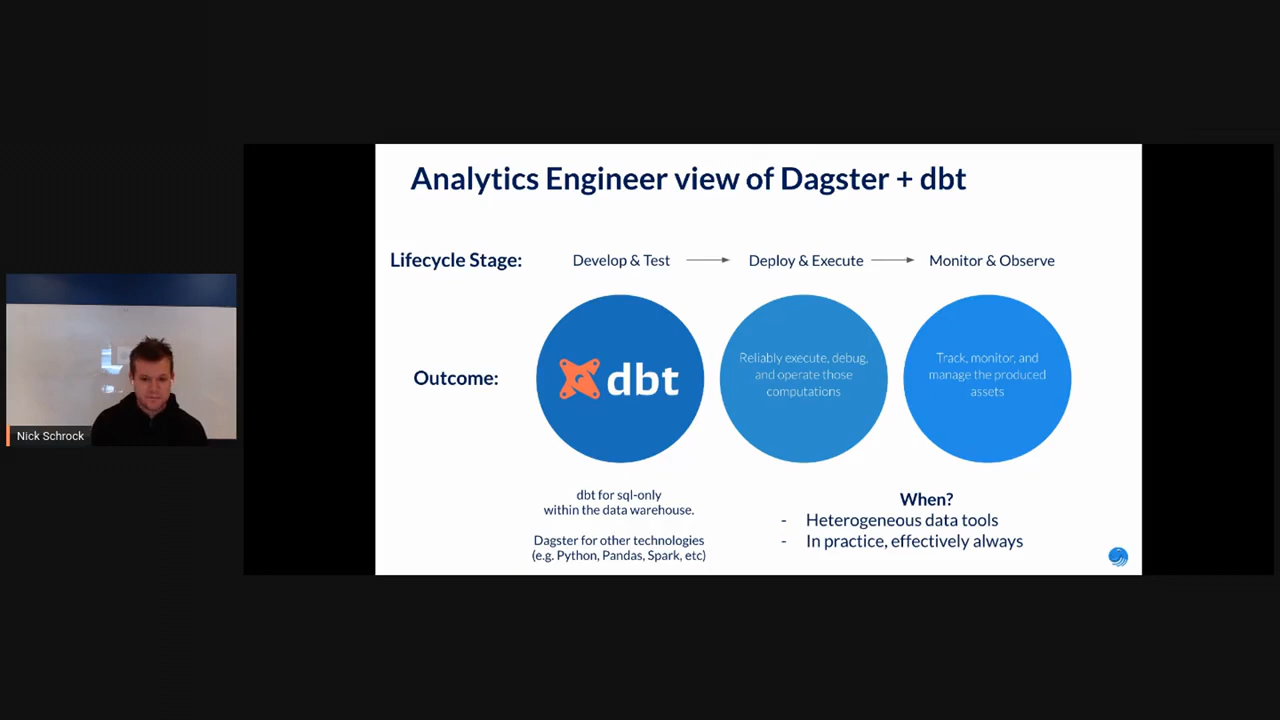 Analytics Engineer view of Dagster + dbt
Lifecycle Stage:
Develop & Test
Deploy & Execute
Monitor & Observe
Outcome:
dbt
Reliably execute, debug,
and operate those
computations
Track, monitor, and
manage the produced
assets
dbt for sql-only
within the data warehouse.
Dagster for other technologies
(e.g. Python, Pandas, Spark, etc)
When?
- Heterogeneous data tools
- In practice, effectively always
Nick Schrock